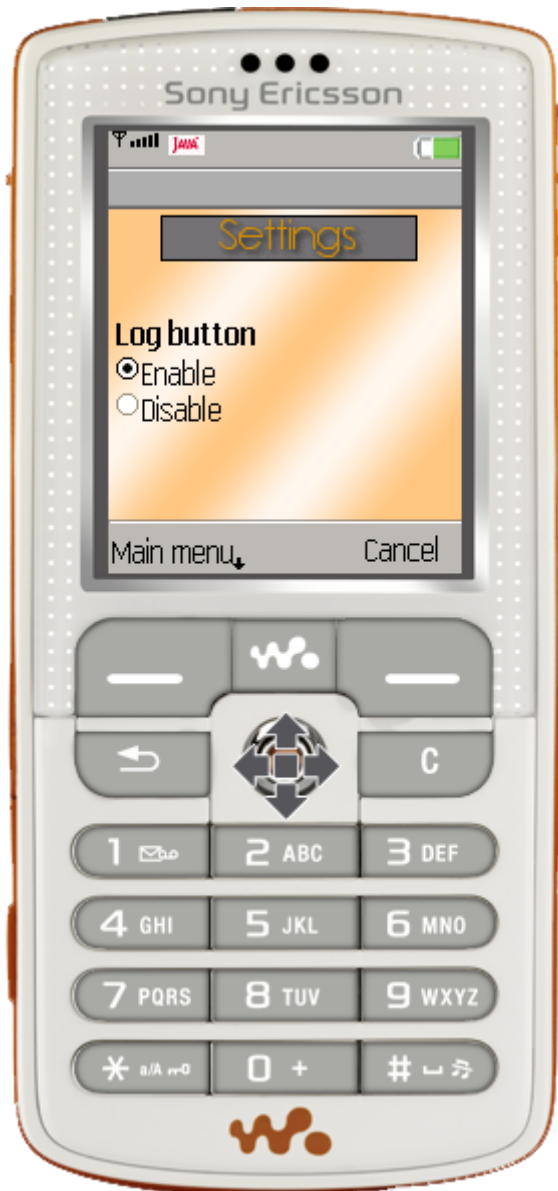 Sony Ericsson
JAVA
Settings
Log button
Enable
Disable
Main menu Cancel
C
1 2 ABC 3 DEF
4 GHI 5 JKL 6 MNO
7 PQRS 8 TUV 9 WXYZ
* a/A 0 + #